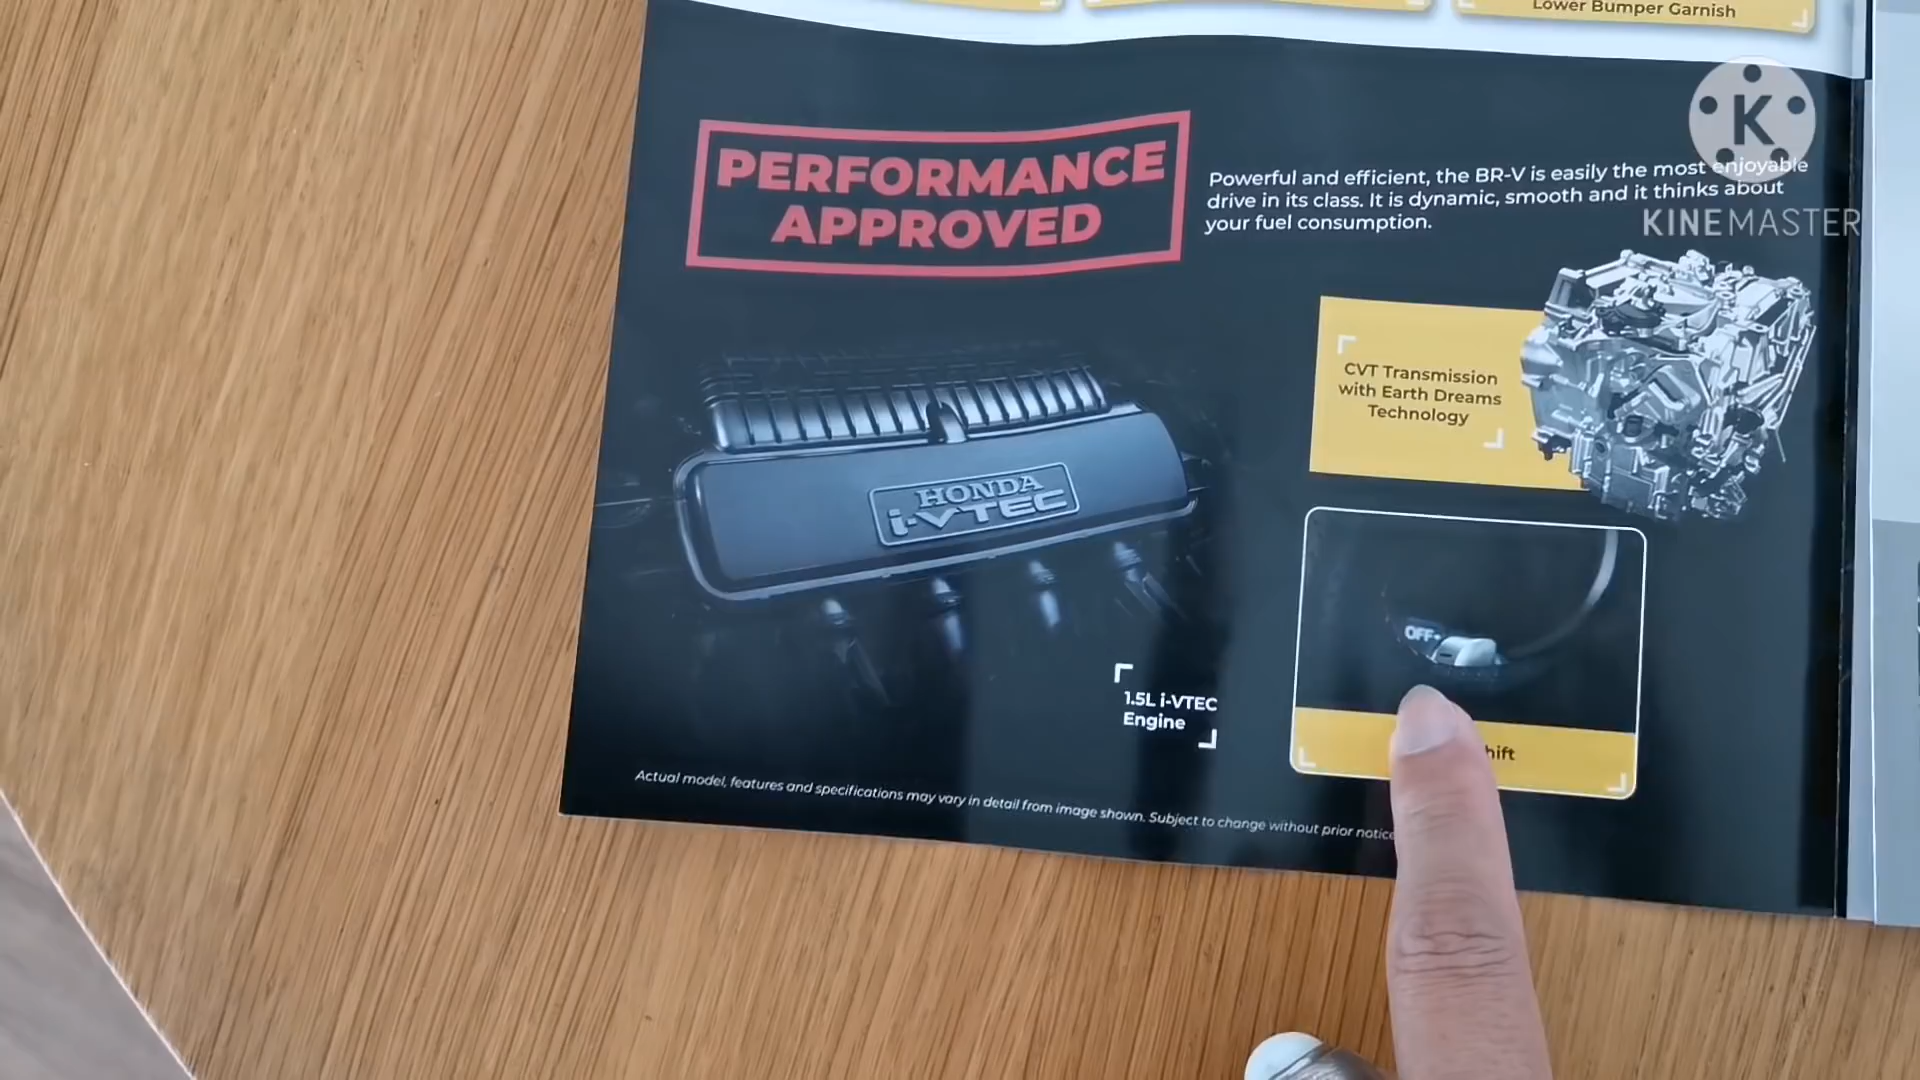 Lower Bumper Garnish
K
KINEMASTER
PERFORMANCE
APPROVED
Powerful and efficient, the BR-V is easily the most enjoyable
drive in its class. It is dynamic, smooth and it thinks about
your fuel consumption.
CVT Transmission
with Earth Dreams
Technology
HONDA
i-VTEC
OFF
1.5L i-VTEC
Engine
Actual model, features and specifications may vary in detail from image shown. Subject to change without prior notice